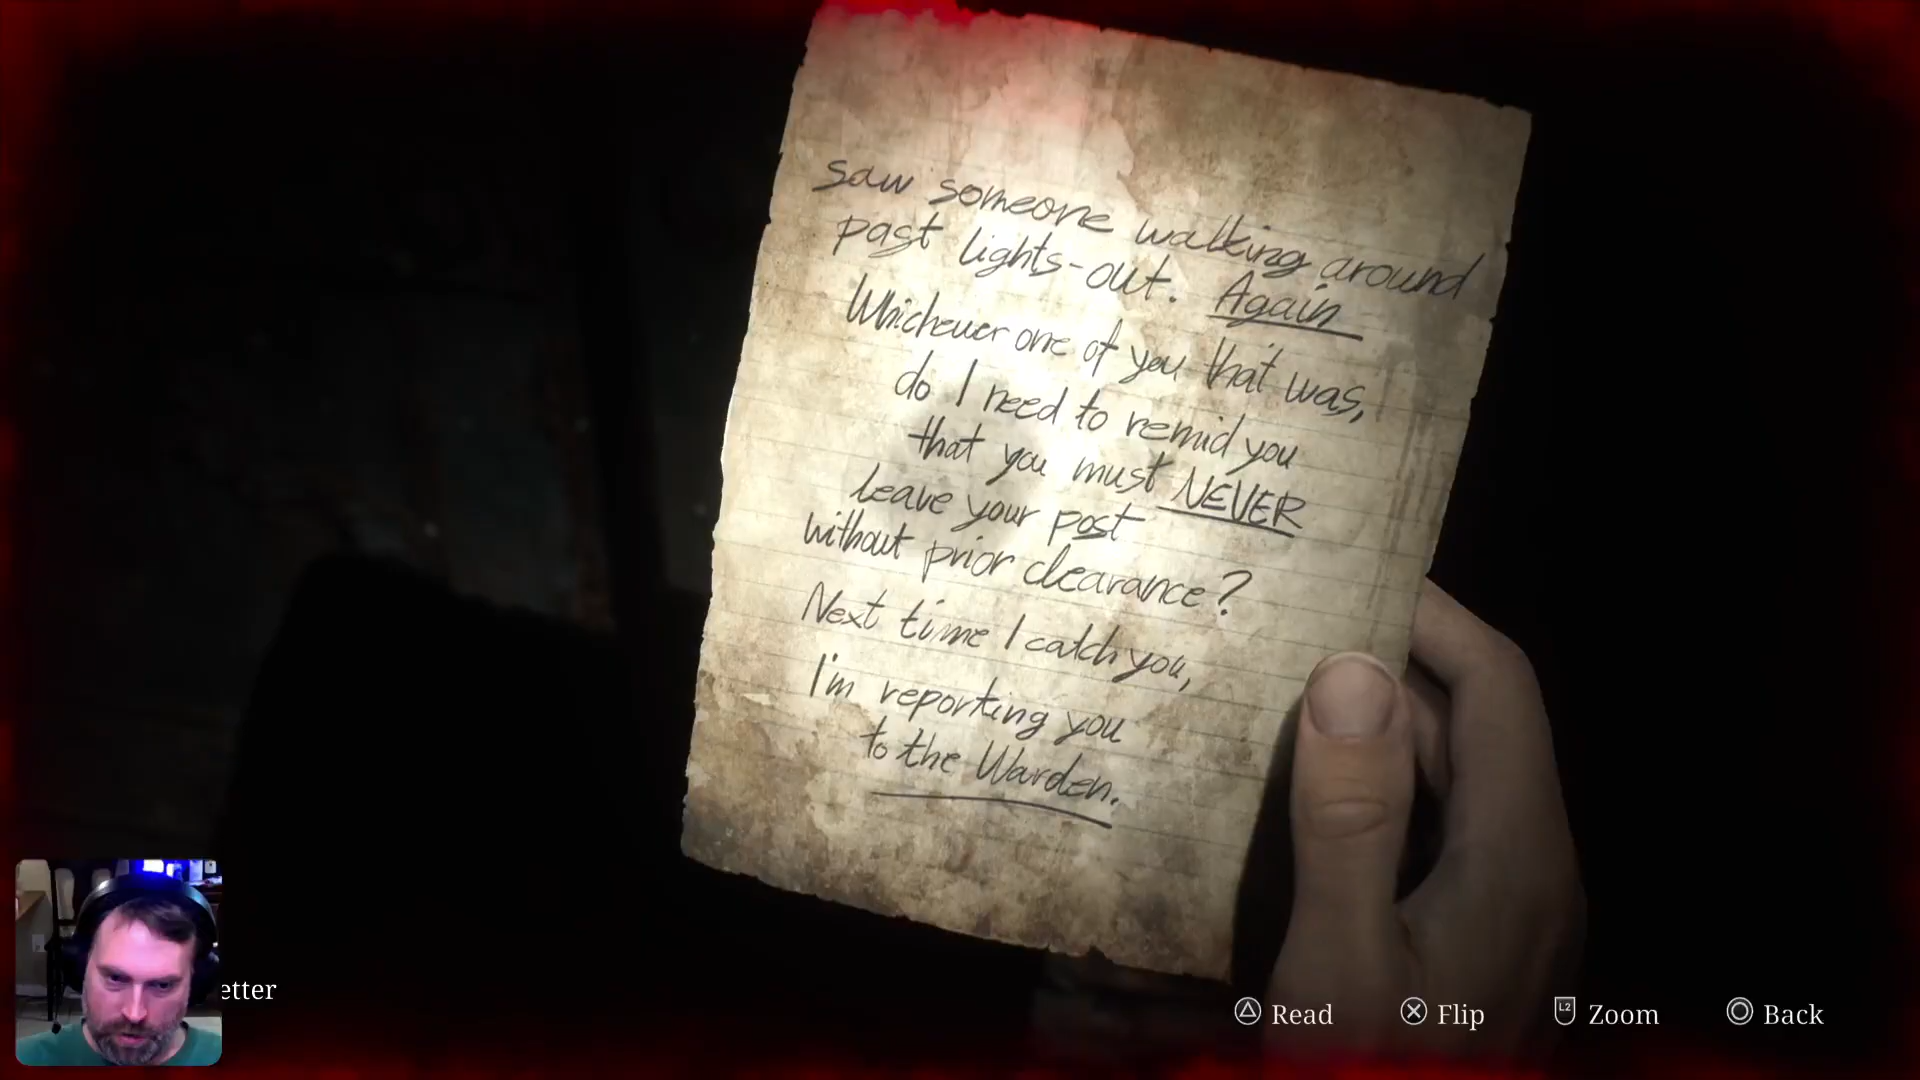 saw someone walking around
past lights-out. Again
Whichever one of you that was,
do I need to remid you
that you must NEVER
leave your post
without prior clearance?
Next time I catch you,
I'm reporting you
to the Warden.
etter
Read
Flip
L2 Zoom
Back